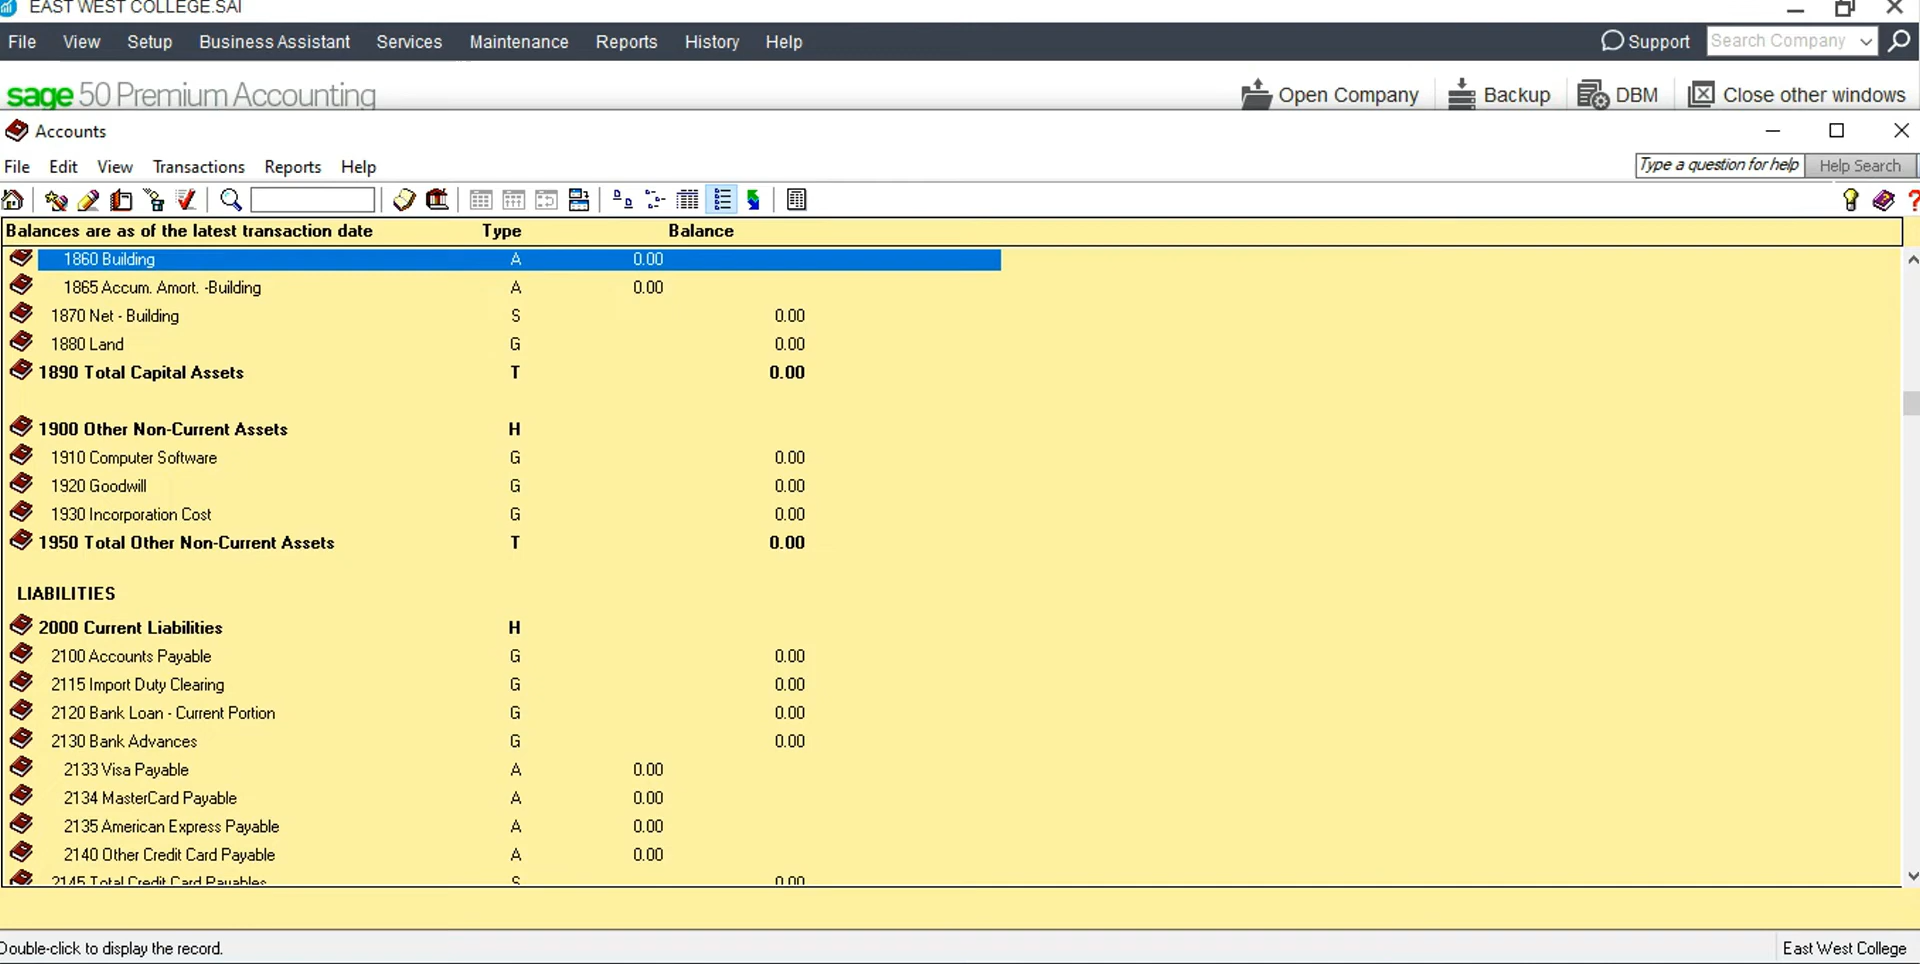 EAST WEST COLLEGE.SAI
File View Setup Business Assistant Services Maintenance Reports History Help Support Search Company
sage 50 Premium Accounting Open Company Backup DBM Close other windows
Accounts
File Edit View Transactions Reports Help Type a question for help Help Search
Balances are as of the latest transaction date Type Balance
1860 Building A 0.00
1865 Accum. Amort. -Building A 0.00
1870 Net - Building S 0.00
1880 Land G 0.00
1890 Total Capital Assets T 0.00
1900 Other Non-Current Assets H
1910 Computer Software G 0.00
1920 Goodwill G 0.00
1930 Incorporation Cost G 0.00
1950 Total Other Non-Current Assets T 0.00
LIABILITIES
2000 Current Liabilities H
2100 Accounts Payable G 0.00
2115 Import Duty Clearing G 0.00
2120 Bank Loan - Current Portion G 0.00
2130 Bank Advances G 0.00
2133 Visa Payable A 0.00
2134 MasterCard Payable A 0.00
2135 American Express Payable A 0.00
2140 Other Credit Card Payable A 0.00
2145 Total Credit Card Payables S 0.00
Double-click to display the record. East West College